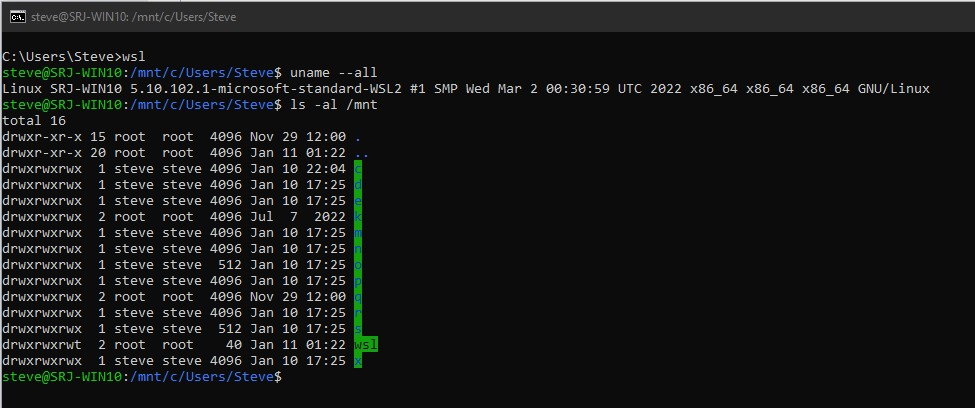 steve@SRJ-WIN10: /mnt/c/Users/Steve
C:\Users\Steve>wsl
steve@SRJ-WIN10:/mnt/c/Users/Steve$ uname --all
Linux SRJ-WIN10 5.10.102.1-microsoft-standard-WSL2 #1 SMP Wed Mar 2 00:30:59 UTC 2022 x86_64 x86_64 x86_64 GNU/Linux
steve@SRJ-WIN10:/mnt/c/Users/Steve$ ls -al /mnt
total 16
drwxr-xr-x 15 root  root  4096 Nov 29 12:00 .
drwxr-xr-x 20 root  root  4096 Jan 11 01:22 ..
drwxrwxrwx  1 steve steve 4096 Jan 10 22:04 c
drwxrwxrwx  1 steve steve 4096 Jan 10 17:25 d
drwxrwxrwx  1 steve steve 4096 Jan 10 17:25 e
drwxrwxrwx  2 root  root  4096 Jul  7  2022 k
drwxrwxrwx  1 steve steve 4096 Jan 10 17:25 m
drwxrwxrwx  1 steve steve 4096 Jan 10 17:25 n
drwxrwxrwx  1 steve steve  512 Jan 10 17:25 o
drwxrwxrwx  1 steve steve 4096 Jan 10 17:25 p
drwxrwxrwx  2 root  root  4096 Nov 29 12:00 q
drwxrwxrwx  1 steve steve 4096 Jan 10 17:25 r
drwxrwxrwx  1 steve steve  512 Jan 10 17:25 s
drwxrwxrwt  2 root  root    40 Jan 11 01:22 wsl
drwxrwxrwx  1 steve steve 4096 Jan 10 17:25 x
steve@SRJ-WIN10:/mnt/c/Users/Steve$